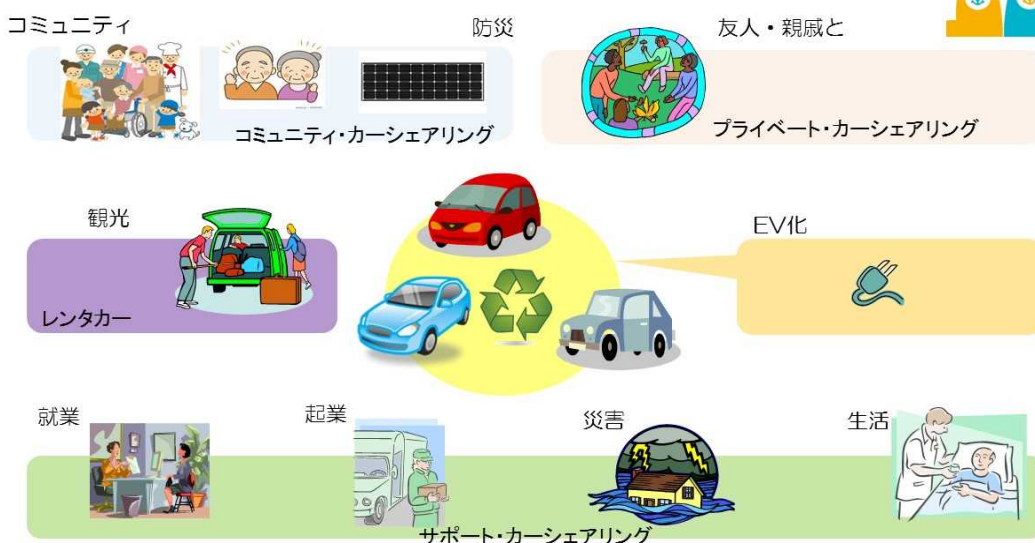 コミュニティ
防災
友人・親戚と
コミュニティ・カーシェアリング
プライベート・カーシェアリング
観光
EV化
レンタカー
就業
起業
災害
生活
サポート・カーシェアリング